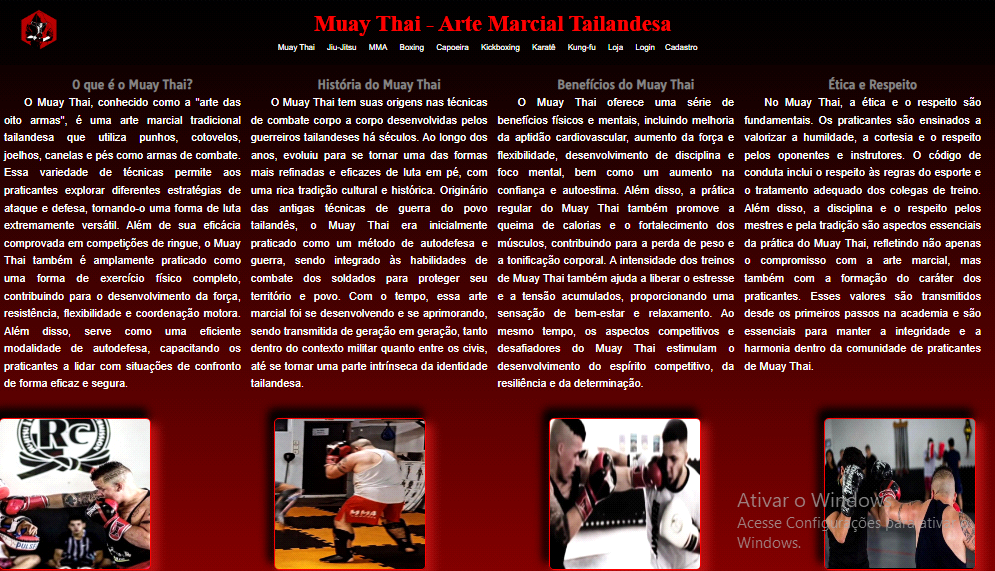 Muay Thai - Arte Marcial Tailandesa
Muay Thai Jiu-Jitsu MMA Boxing Capoeira Kickboxing Karatê Kung-fu Loja Login Cadastro
O que é o Muay Thai?
O Muay Thai, conhecido como a "arte das
oito armas", é uma arte marcial tradicional
tailandesa que utiliza punhos, cotovelos,
joelhos, canelas e pés como armas de combate.
Essa variedade de técnicas permite aos
praticantes explorar diferentes estratégias de
ataque e defesa, tornando-o uma forma de luta
extremamente versátil. Além de sua eficácia
comprovada em competições de ringue, o Muay
Thai também é amplamente praticado como
uma forma de exercício físico completo,
contribuindo para o desenvolvimento da força,
resistência, flexibilidade e coordenação motora.
Além disso, serve como uma eficiente
modalidade de autodefesa, capacitando os
praticantes a lidar com situações de confronto
de forma eficaz e segura.
História do Muay Thai
O Muay Thai tem suas origens nas técnicas
de combate corpo a corpo desenvolvidas pelos
guerreiros tailandeses há séculos. Ao longo dos
anos, evoluiu para se tornar uma das formas
mais refinadas e eficazes de luta em pé, com
uma rica tradição cultural e histórica. Originário
das antigas técnicas de guerra do povo
tailandês, o Muay Thai era inicialmente
praticado como um método de autodefesa e
guerra, sendo integrado às habilidades de
combate dos soldados para proteger seu
território e povo. Com o tempo, essa arte
marcial foi se desenvolvendo e se aprimorando,
sendo transmitida de geração em geração, tanto
dentro do contexto militar quanto entre os civis,
até se tornar uma parte intrínseca da identidade
tailandesa.
Benefícios do Muay Thai
O Muay Thai oferece uma série de
benefícios físicos e mentais, incluindo melhoria
da aptidão cardiovascular, aumento da força e
flexibilidade, desenvolvimento de disciplina e
foco mental, bem como um aumento na
confiança e autoestima. Além disso, a prática
regular do Muay Thai também promove a
queima de calorias e o fortalecimento dos
músculos, contribuindo para a perda de peso e
a tonificação corporal. A intensidade dos treinos
de Muay Thai também ajuda a liberar o estresse
e a tensão acumulados, proporcionando uma
sensação de bem-estar e relaxamento. Ao
mesmo tempo, os aspectos competitivos e
desafiadores do Muay Thai estimulam o
desenvolvimento do espírito competitivo, da
resiliência e da determinação.
Ética e Respeito
No Muay Thai, a ética e o respeito são
fundamentais. Os praticantes são ensinados a
valorizar a humildade, a cortesia e o respeito
pelos oponentes e instrutores. O código de
conduta inclui o respeito às regras do esporte e
o tratamento adequado dos colegas de treino.
Além disso, a disciplina e o respeito pelos
mestres e pela tradição são aspectos essenciais
da prática do Muay Thai, refletindo não apenas
o compromisso com a arte marcial, mas
também com a formação do caráter dos
praticantes. Esses valores são transmitidos
desde os primeiros passos na academia e são
essenciais para manter a integridade e a
harmonia dentro da comunidade de praticantes
de Muay Thai.
RC
PULSE
MMA
Ativar o Windows
Acesse Configurações para ativar o
Windows.